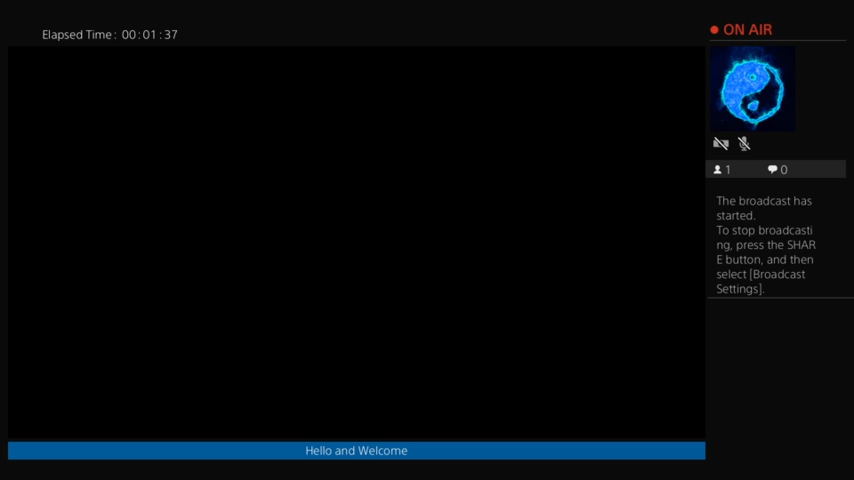 Elapsed Time : 00:01:37
ON AIR
1 0
The broadcast has
started.
To stop broadcasti
ng, press the SHAR
E button, and then
select [Broadcast
Settings].
Hello and Welcome